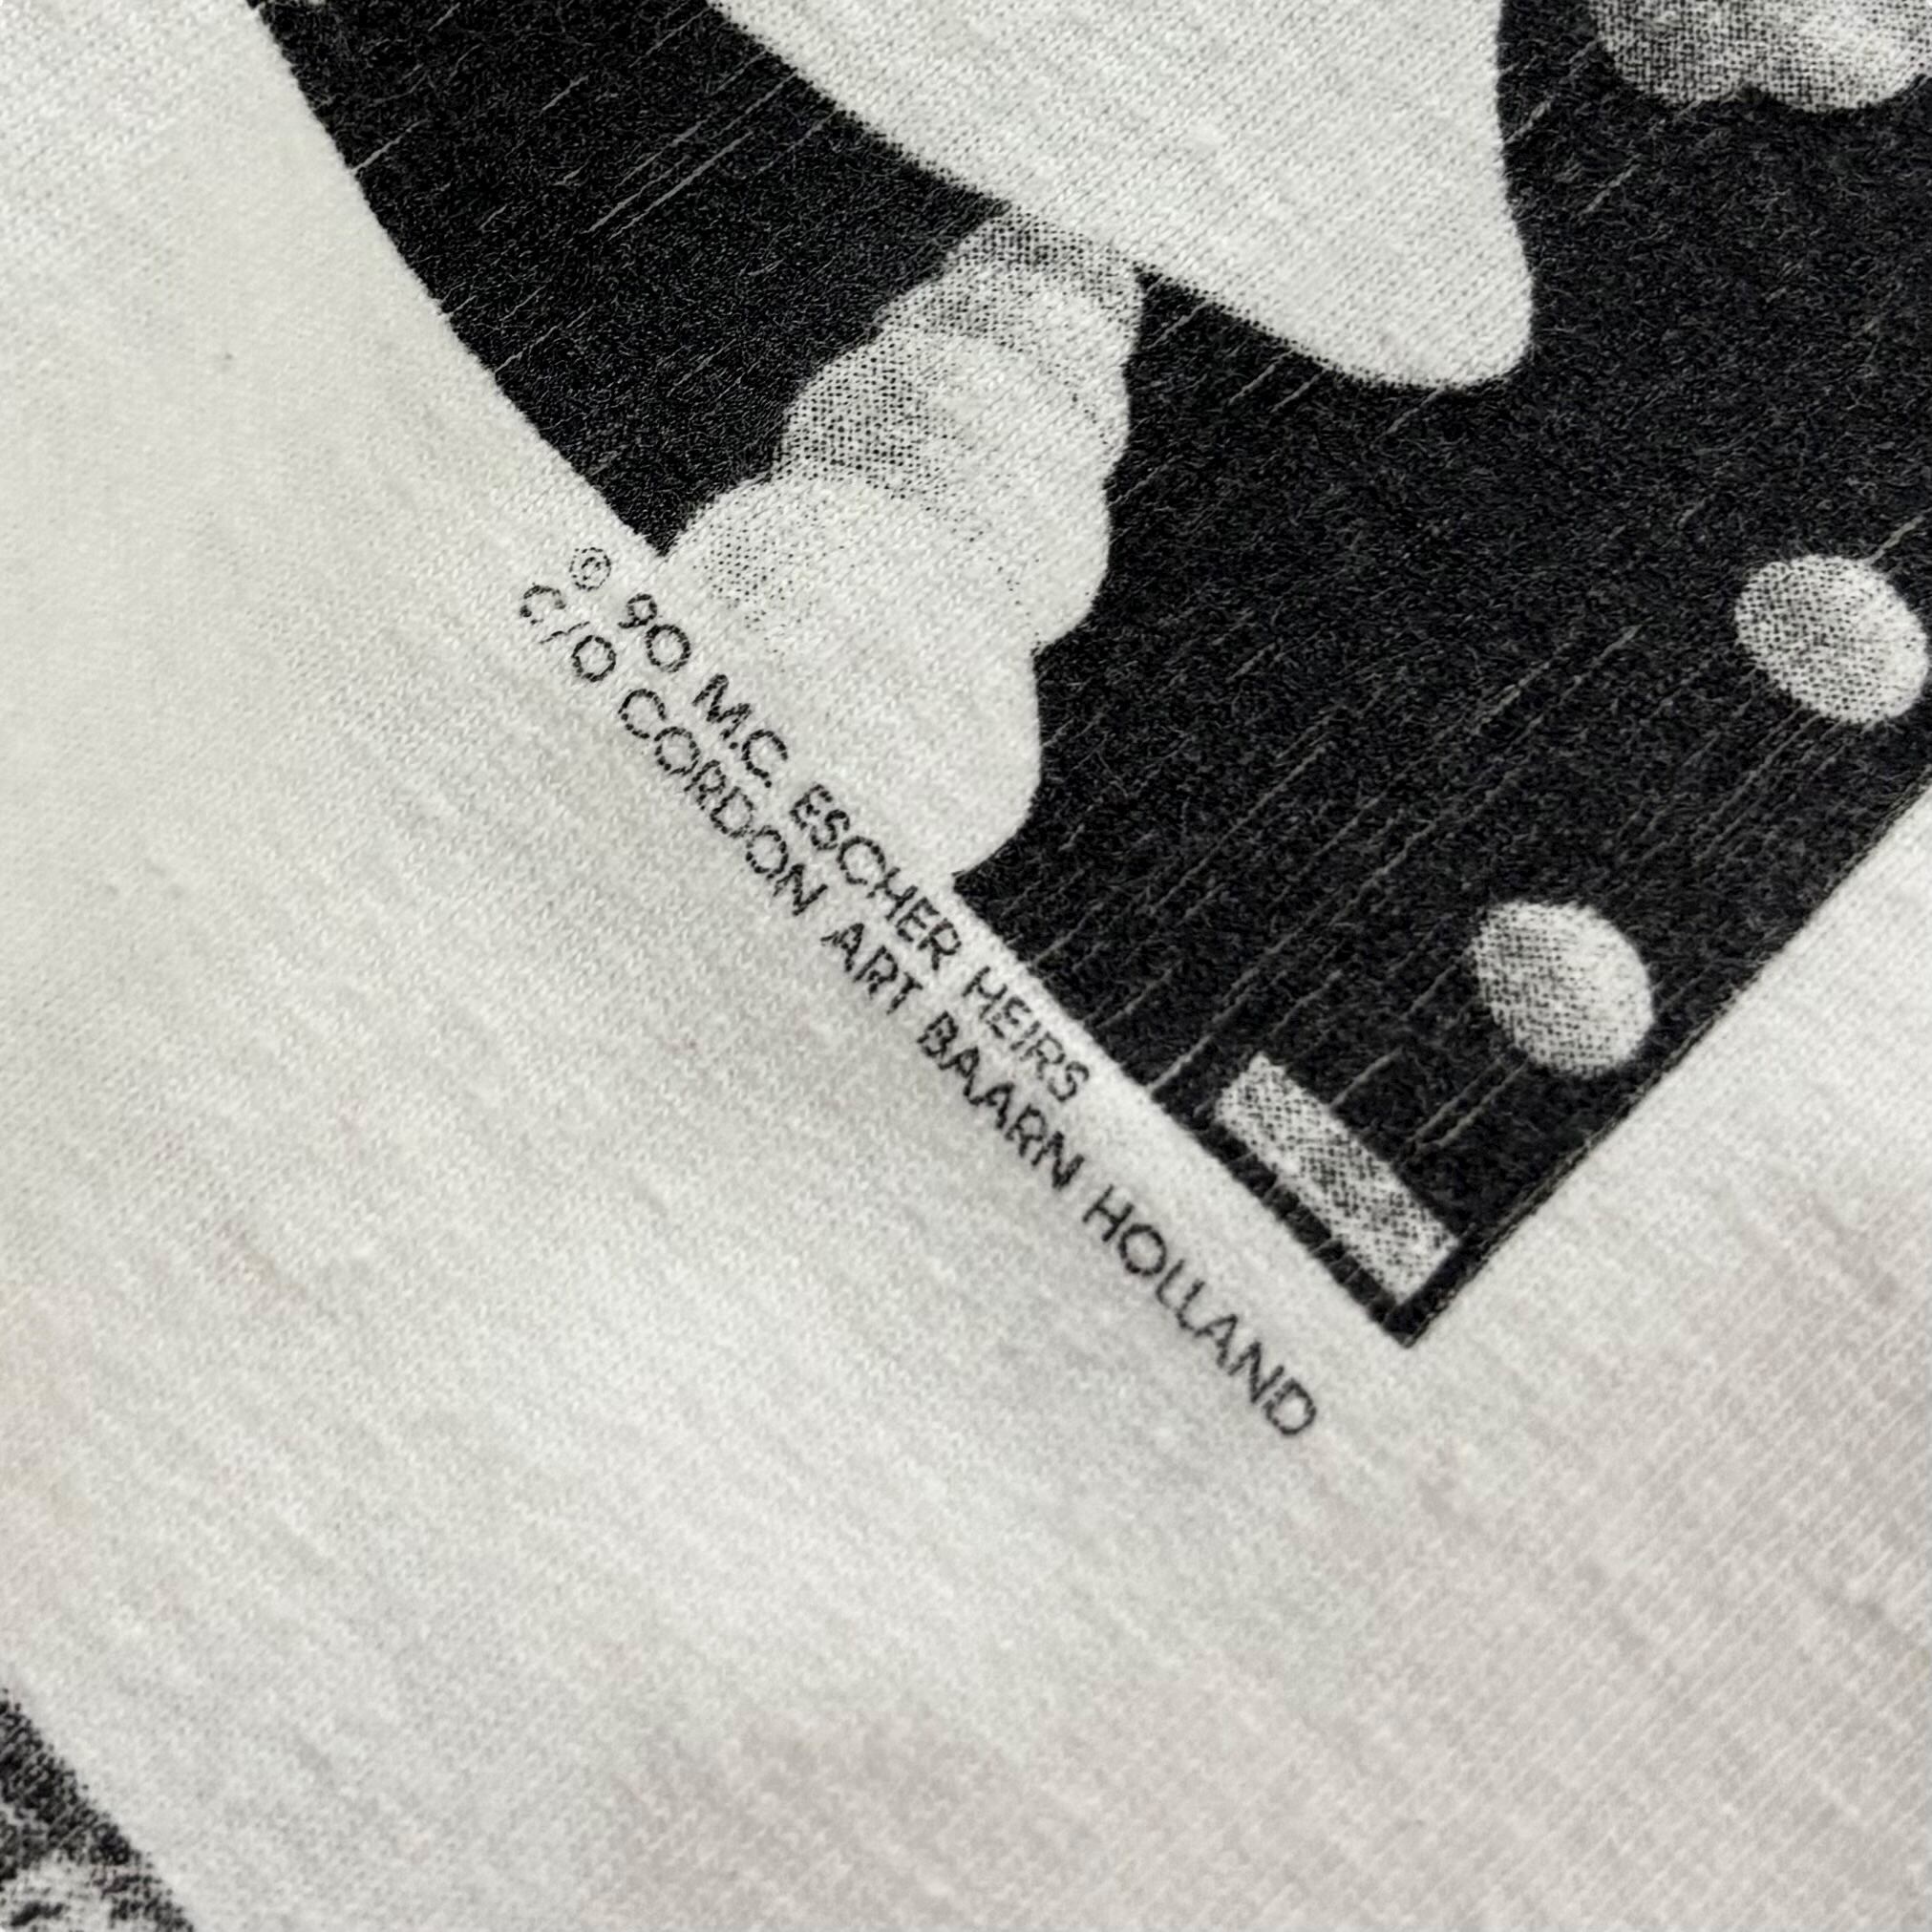 © 90 M.C. ESCHER HEIRS
C/O CORDON ART BAARN HOLLAND